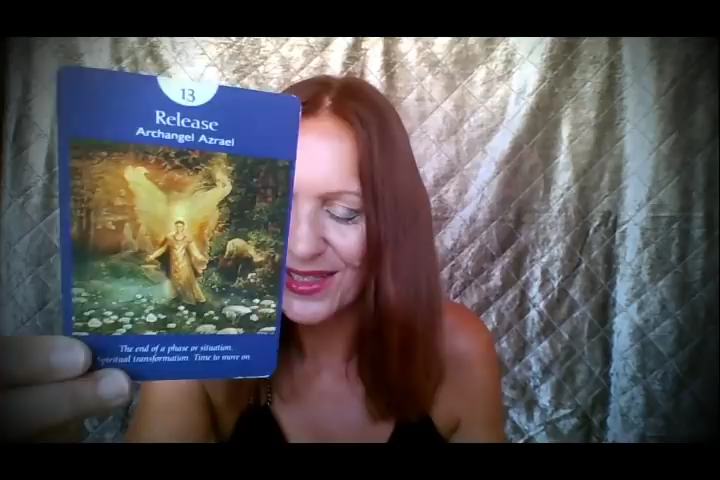 13
Release
Archangel Azrael
The end of a phase or situation.
Spiritual transformation. Time to move on